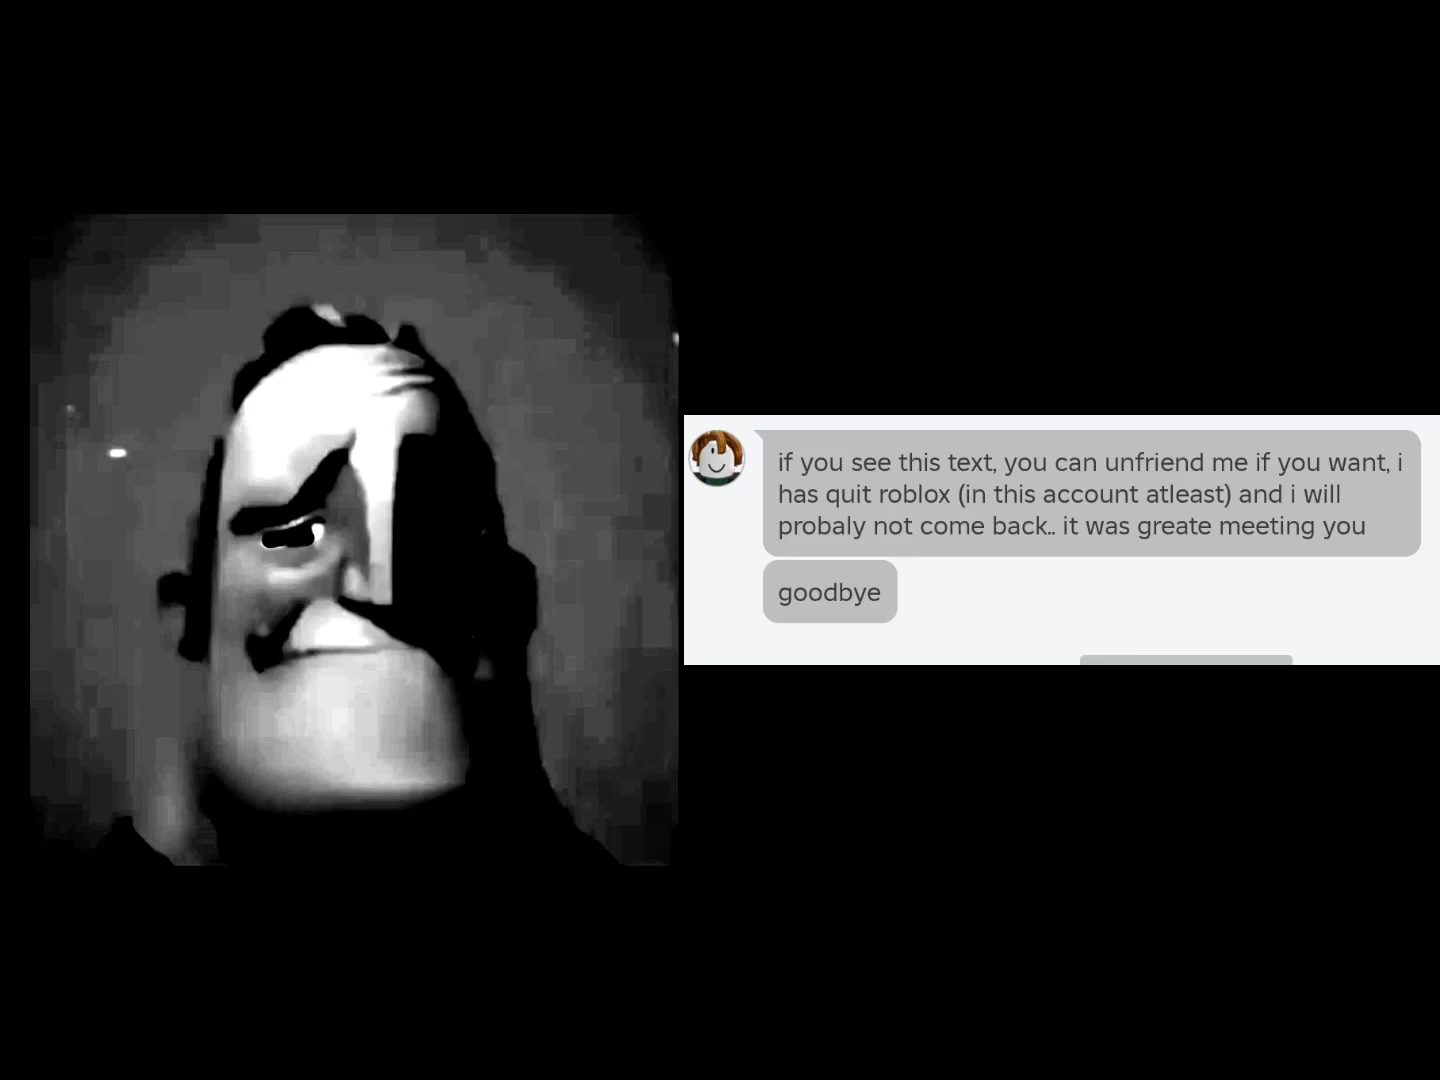 if you see this text, you can unfriend me if you want, i
has quit roblox (in this account atleast) and i will
probaly not come back.. it was greate meeting you
goodbye